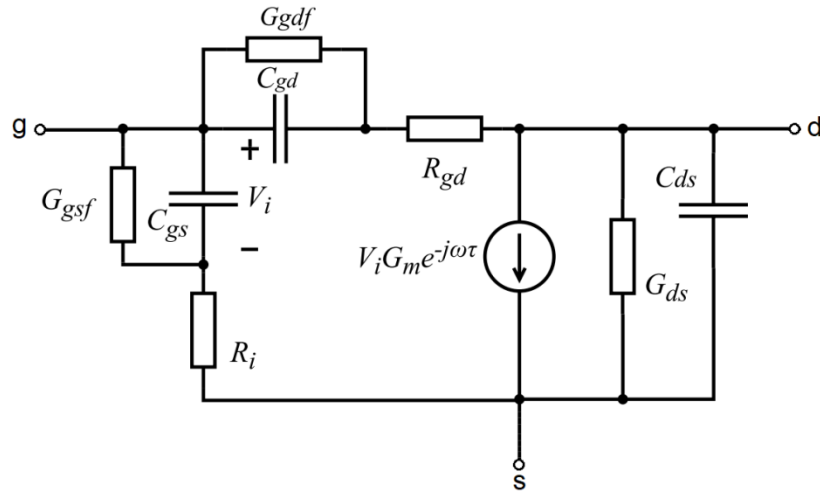 Ggdf
Cgd
g
d
+
Rgd
Cds
Ggsf
Cgs
Vi
−
ViGme-jωτ
Gds
Ri
s